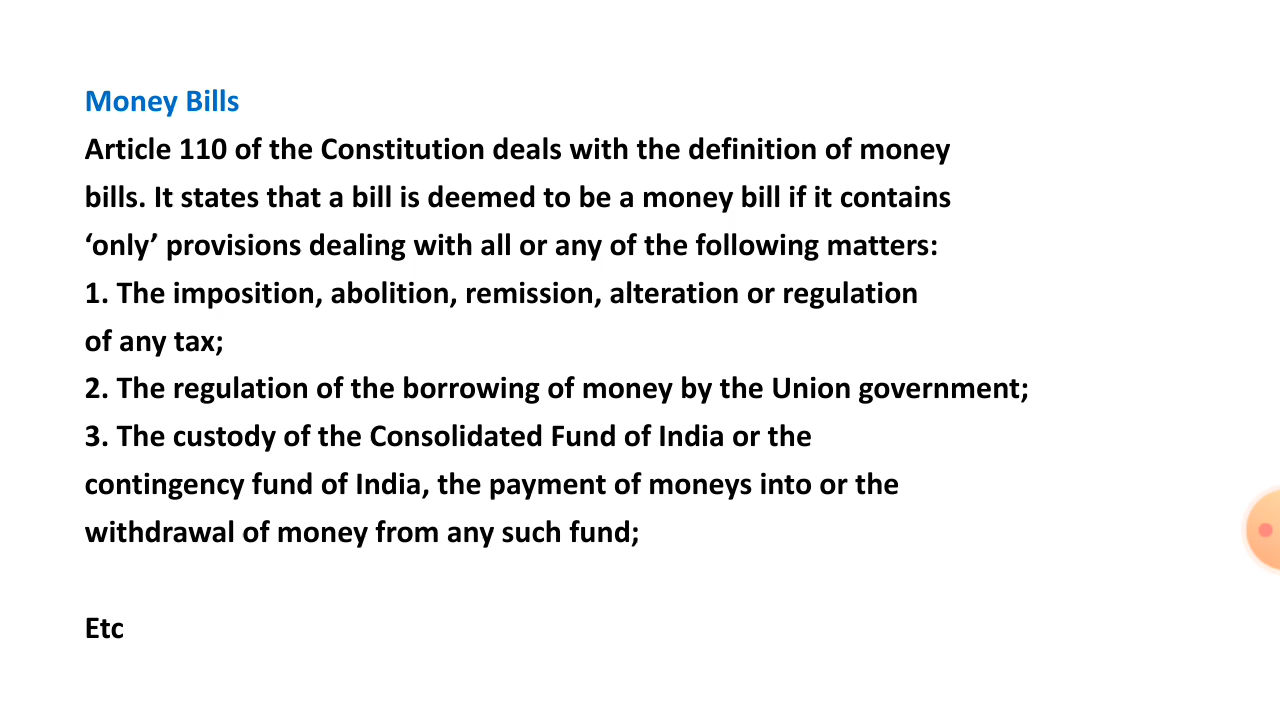 Money Bills
Article 110 of the Constitution deals with the definition of money
bills. It states that a bill is deemed to be a money bill if it contains
‘only’ provisions dealing with all or any of the following matters:
1. The imposition, abolition, remission, alteration or regulation
of any tax;
2. The regulation of the borrowing of money by the Union government;
3. The custody of the Consolidated Fund of India or the
contingency fund of India, the payment of moneys into or the
withdrawal of money from any such fund;
Etc